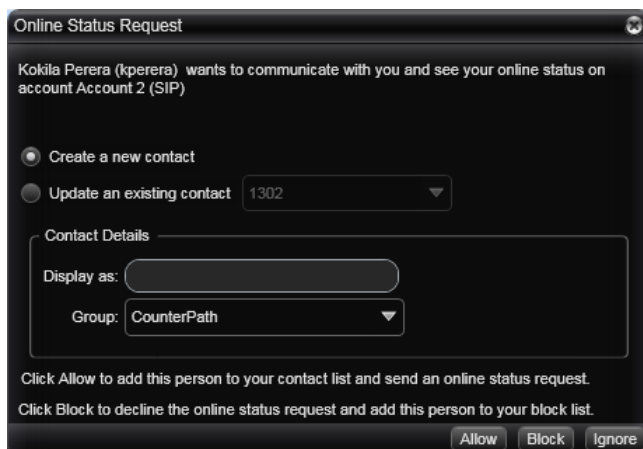 Online Status Request
Kokila Perera (kperera) wants to communicate with you and see your online status on
account Account 2 (SIP)
Create a new contact
Update an existing contact 1302
Contact Details
Display as:
Group: CounterPath
Click Allow to add this person to your contact list and send an online status request.
Click Block to decline the online status request and add this person to your block list.
Allow Block Ignore